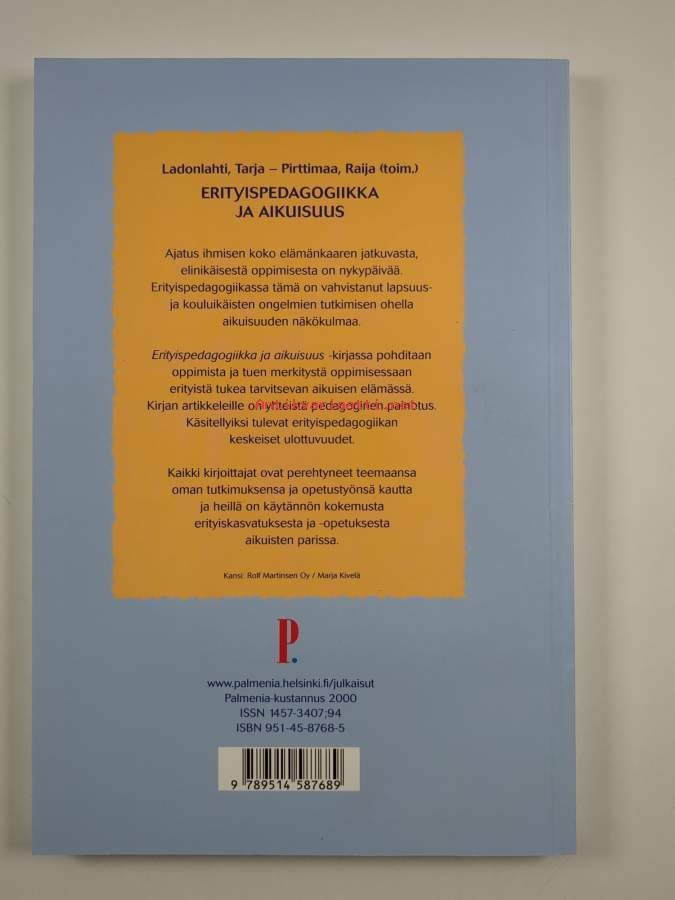 Ladonlahti, Tarja – Pirttimaa, Raija (toim.)
ERITYISPEDAGOGIIKKA
JA AIKUISUUS
Ajatus ihmisen koko elämänkaaren jatkuvasta,
elinikäisestä oppimisesta on nykypäivää.
Erityispedagogiikassa tämä on vahvistanut lapsuus-
ja kouluikäisten ongelmien tutkimisen ohella
aikuisuuden näkökulmaa.
Erityispedagogiikka ja aikuisuus -kirjassa pohditaan
oppimista ja tuen merkitystä oppimisessaan
erityistä tukea tarvitsevan aikuisen elämässä.
Kirjan artikkeleille on yhteistä pedagoginen painotus.
Käsitellyiksi tulevat erityispedagogiikan
keskeiset ulottuvuudet.
Kaikki kirjoittajat ovat perehtyneet teemaansa
oman tutkimuksensa ja opetustyönsä kautta
ja heillä on käytännön kokemusta
erityiskasvatuksesta ja -opetuksesta
aikuisten parissa.
Kansi: Rolf Martinsen Oy / Marja Kivelä
P.
www.palmenia.helsinki.fi/julkaisut
Palmenia-kustannus 2000
ISSN 1457-3407;94
ISBN 951-45-8768-5
9 789514 587689